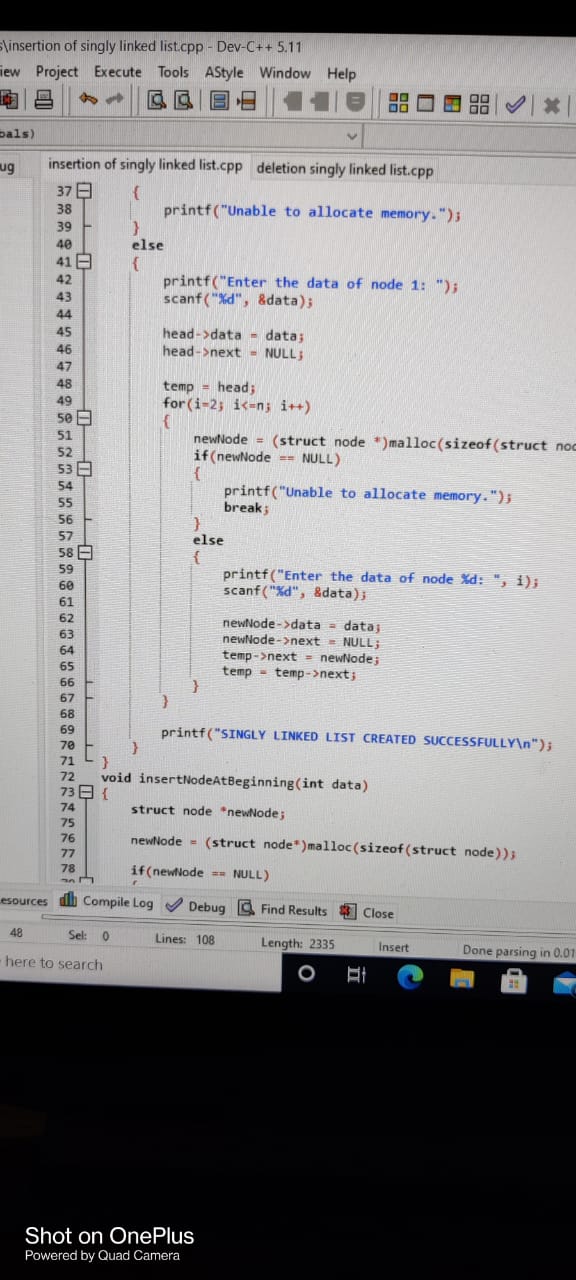 s\insertion of singly linked list.cpp - Dev-C++ 5.11
iew Project Execute Tools AStyle Window Help
bals)
ug insertion of singly linked list.cpp deletion singly linked list.cpp
37 {
38 printf("Unable to allocate memory.");
39 }
40 else
41 {
42 printf("Enter the data of node 1: ");
43 scanf("%d", &data);
44
45 head->data = data;
46 head->next = NULL;
47
48 temp = head;
49 for(i=2; i<=n; i++)
50 {
51 newNode = (struct node *)malloc(sizeof(struct noc
52 if(newNode == NULL)
53 {
54 printf("Unable to allocate memory.");
55 break;
56 }
57 else
58 {
59 printf("Enter the data of node %d: ", i);
60 scanf("%d", &data);
61
62 newNode->data = data;
63 newNode->next = NULL;
64 temp->next = newNode;
65 temp = temp->next;
66 }
67 }
68
69 printf("SINGLY LINKED LIST CREATED SUCCESSFULLY\n");
70 }
71 }
72 void insertNodeAtBeginning(int data)
73 {
74 struct node *newNode;
75
76 newNode = (struct node*)malloc(sizeof(struct node));
77
78 if(newNode == NULL)
esources Compile Log Debug Find Results Close
48 Sel: 0 Lines: 108 Length: 2335 Insert Done parsing in 0.01
here to search
Shot on OnePlus
Powered by Quad Camera